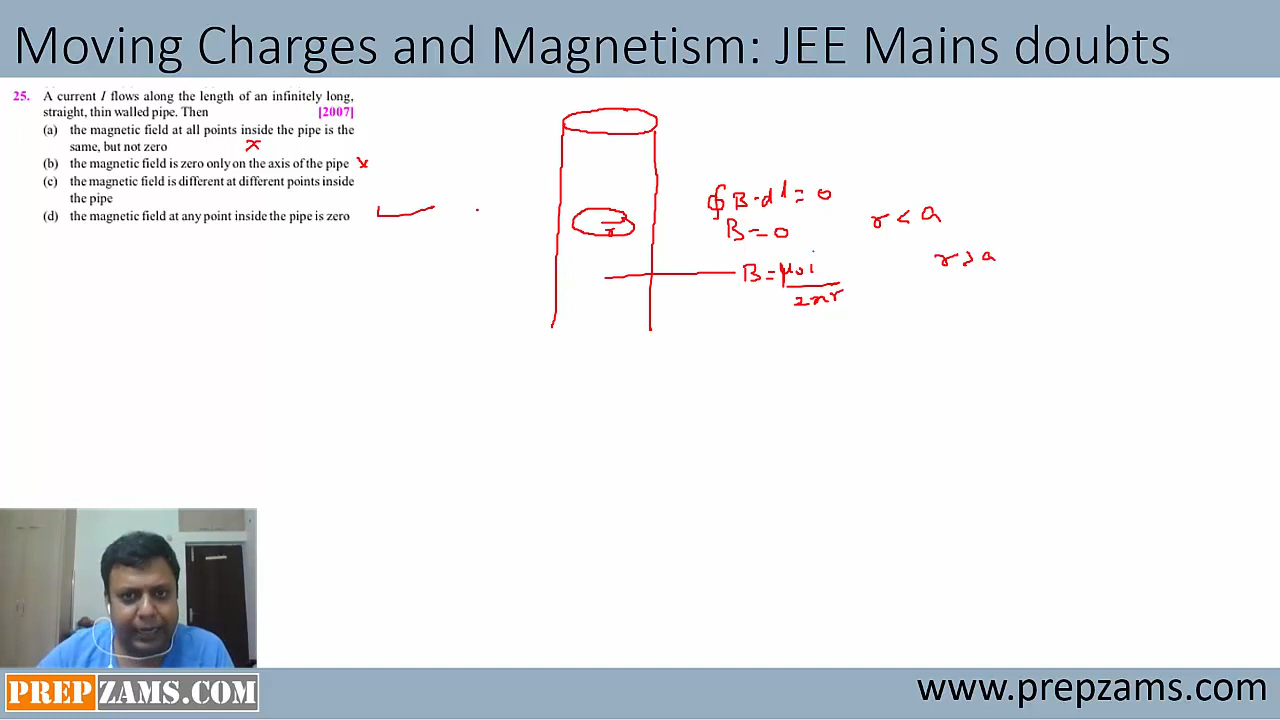 Moving Charges and Magnetism: JEE Mains doubts
25. A current I flows along the length of an infinitely long,
straight, thin walled pipe. Then [2007]
(a) the magnetic field at all points inside the pipe is the
same, but not zero
(b) the magnetic field is zero only on the axis of the pipe
(c) the magnetic field is different at different points inside
the pipe
(d) the magnetic field at any point inside the pipe is zero
r
∮B·dl = 0
B = 0
r < a
r > a
B = μ₀i
2πr
PREPZAMS.COM
www.prepzams.com